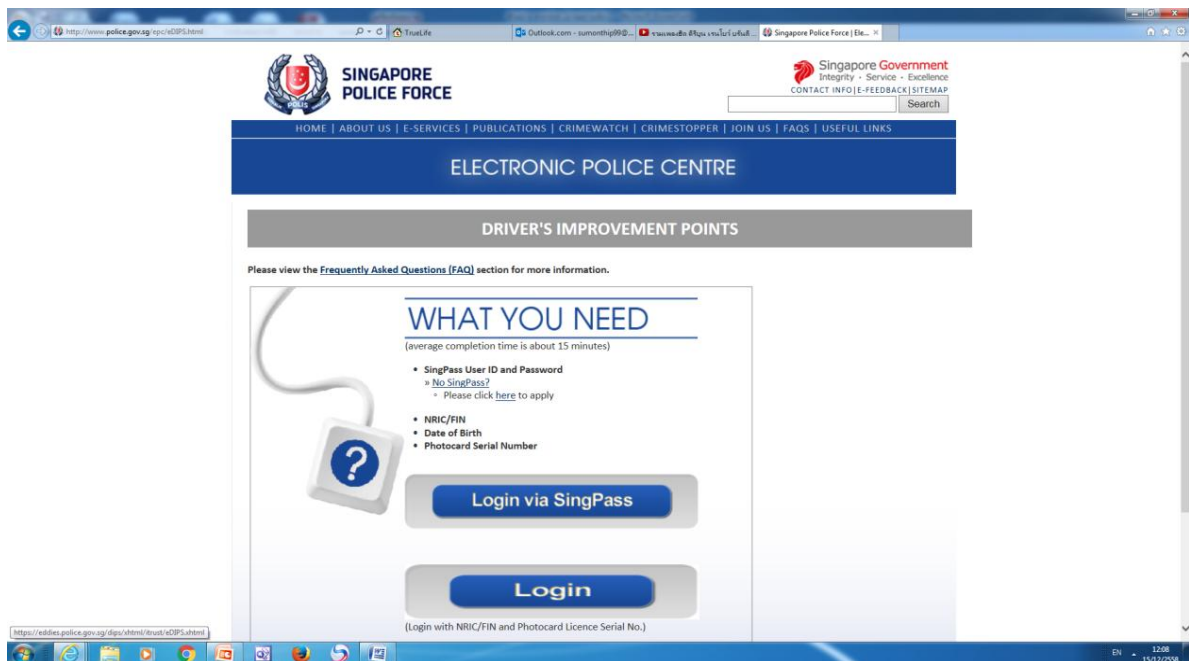 http://www.police.gov.sg/epc/eDIPS.html
TrueLife
Outlook.com - sumonthip99@...
Singapore Police Force | Ele...
POLIS
SINGAPORE
POLICE FORCE
Singapore Government
Integrity · Service · Excellence
CONTACT INFO|E-FEEDBACK|SITEMAP
Search
HOME | ABOUT US | E-SERVICES | PUBLICATIONS | CRIMEWATCH | CRIMESTOPPER | JOIN US | FAQS | USEFUL LINKS
ELECTRONIC POLICE CENTRE
DRIVER'S IMPROVEMENT POINTS
Please view the Frequently Asked Questions (FAQ) section for more information.
WHAT YOU NEED
(average completion time is about 15 minutes)
• SingPass User ID and Password
» No SingPass?
• Please click here to apply
• NRIC/FIN
• Date of Birth
• Photocard Serial Number
?
Login via SingPass
Login
(Login with NRIC/FIN and Photocard Licence Serial No.)
https://eddies.police.gov.sg/dips/xhtml/itrust/eDIPS.xhtml
EN
12:08
15/12/2558